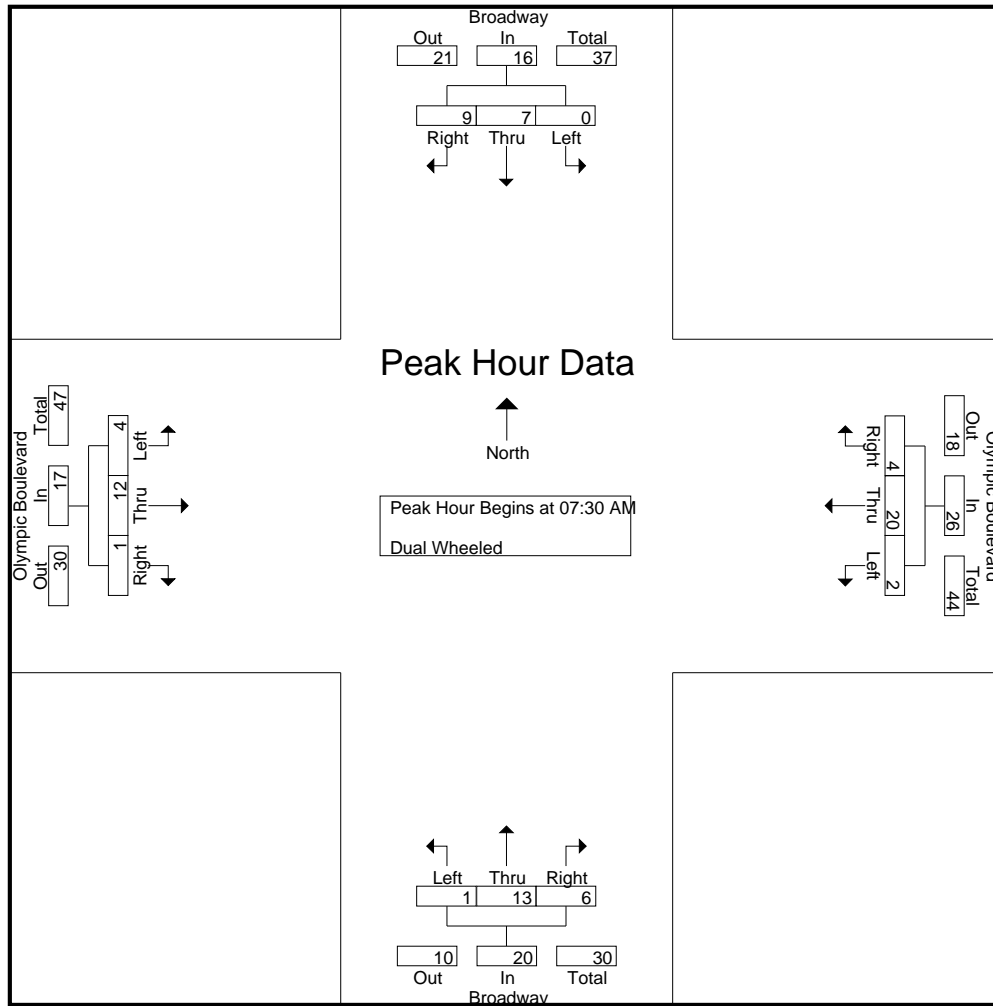 Broadway
Out In Total
21 16 37
9 7 0
Right Thru Left
Peak Hour Data
North
Peak Hour Begins at 07:30 AM
Dual Wheeled
Olympic Boulevard
Out In Total
30 17 47
1 12 4
Right Thru Left
Olympic Boulevard
Out In Total
18 26 44
4 20 2
Right Thru Left
Left Thru Right
1 13 6
10 20 30
Out In Total
Broadway